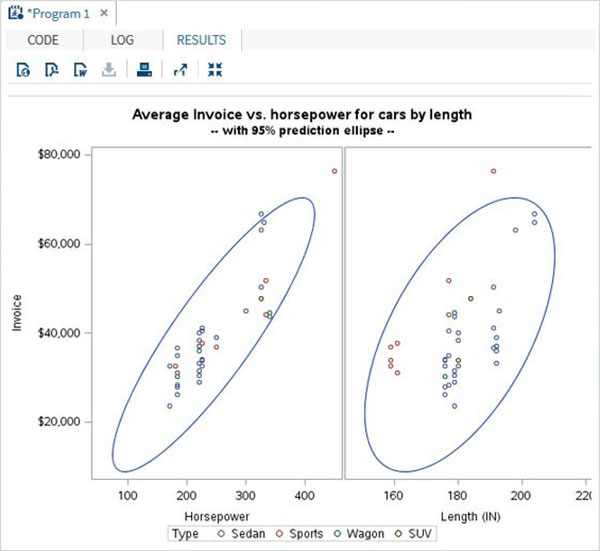 *Program 1 ×
CODE LOG RESULTS
Average Invoice vs. horsepower for cars by length
-- with 95% prediction ellipse --
$80,000
$60,000
$40,000
$20,000
Invoice
100 200 300 400 160 180 200 220
Horsepower Length (IN)
Type Sedan Sports Wagon SUV